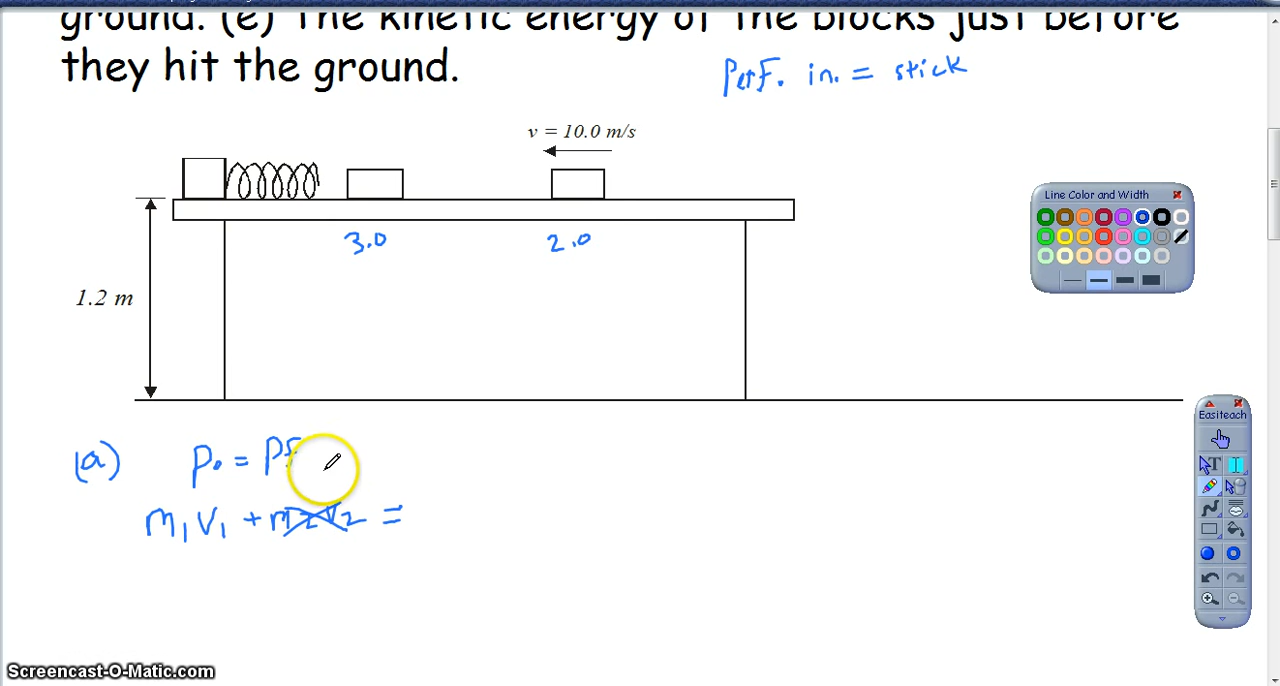 ground. (e) The kinetic energy of the blocks just before
they hit the ground.
Perf. in. = stick
v = 10.0 m/s
3.0
2.0
1.2 m
(a) p₀ = pf
m₁v₁ + m₂v₂ =
Line Color and Width
Easiteach
T
Screencast-O-Matic.com